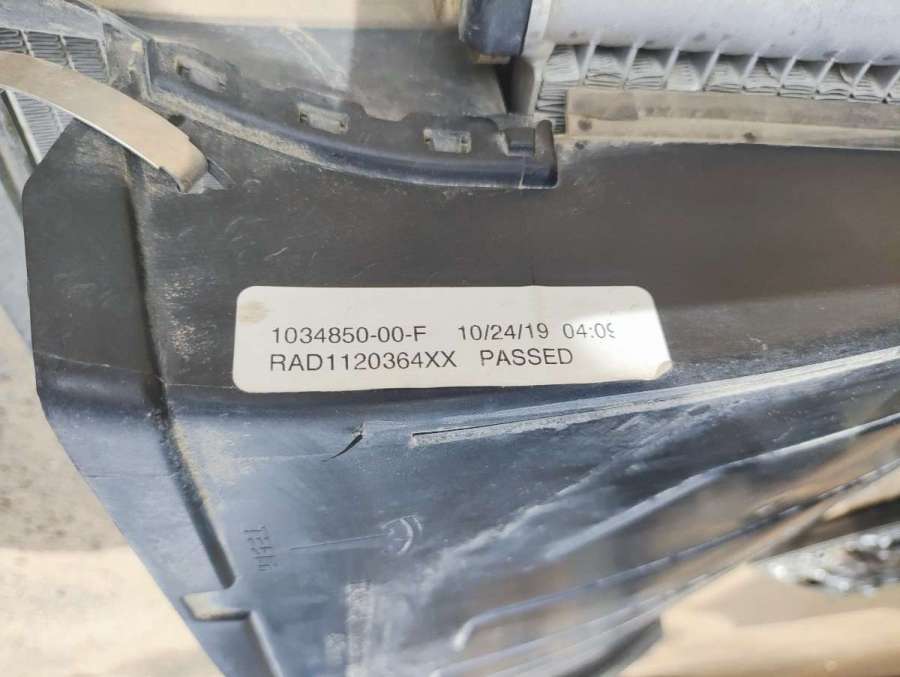 1034850-00-F 10/24/19 04:09
RAD1120364XX PASSED